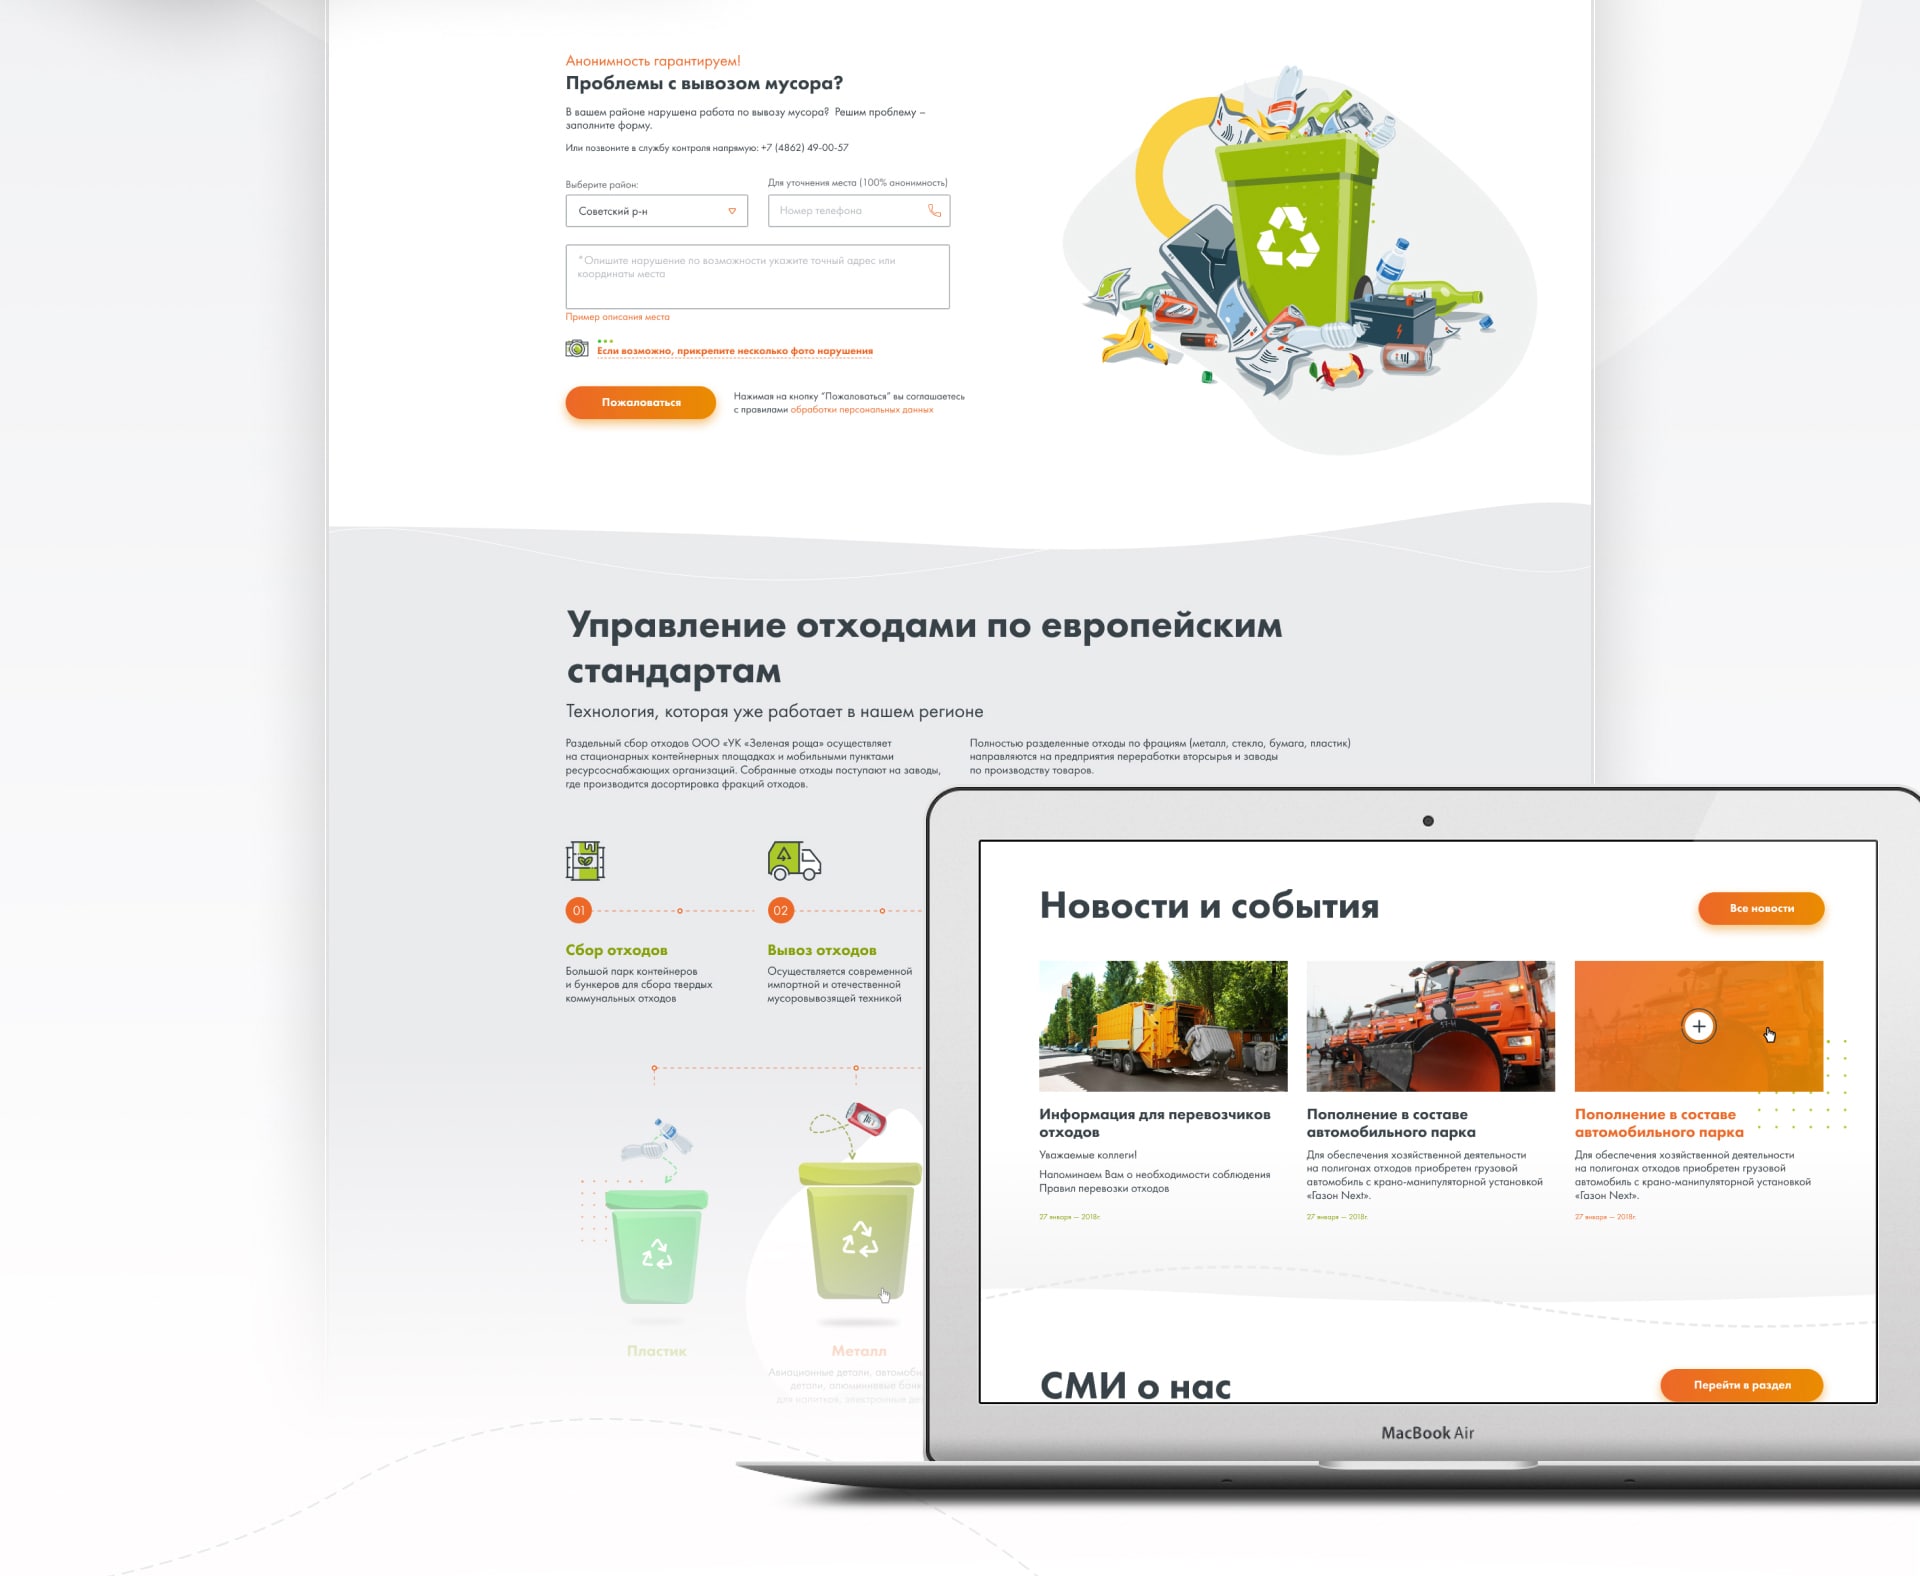 Анонимность гарантируем!
Проблемы с вывозом мусора?
В вашем районе нарушена работа по вывозу мусора? Решим проблему –
заполните форму.
Или позвоните в службу контроля напрямую: +7 (4862) 49-00-57
Выберите район:
Для уточнения места (100% анонимность)
Советский р-н
Номер телефона
*Опишите нарушение по возможности укажите точный адрес или
координаты места
Пример описания места
Если возможно, прикрепите несколько фото нарушения
Пожаловаться
Нажимая на кнопку "Пожаловаться" вы соглашаетесь
с правилами обработки персональных данных
Управление отходами по европейским
стандартам
Технология, которая уже работает в нашем регионе
Раздельный сбор отходов ООО «УК «Зеленая роща» осуществляет
на стационарных контейнерных площадках и мобильными пунктами
ресурсоснабжающих организаций. Собранные отходы поступают на заводы,
где производится досортировка фракций отходов.
Полностью разделенные отходы по фрациям (металл, стекло, бумага, пластик)
направляются на предприятия переработки вторсырья и заводы
по производству товаров.
01
02
Сбор отходов
Большой парк контейнеров
и бункеров для сбора твердых
коммунальных отходов
Вывоз отходов
Осуществляется современной
импортной и отечественной
мусоровывозящей техникой
Пластик
Металл
Авиационные детали, автомоби
детали, алюминиевые банк
для напитков, электронные де
Новости и события
Все новости
Информация для перевозчиков
отходов
Уважаемые коллеги!
Напоминаем Вам о необходимости соблюдения
Правил перевозки отходов
27 января — 2018г.
Пополнение в составе
автомобильного парка
Для обеспечения хозяйственной деятельности
на полигонах отходов приобретен грузовой
автомобиль с крано-манипуляторной установкой
«Газон Next».
27 января — 2018г.
Пополнение в составе
автомобильного парка
Для обеспечения хозяйственной деятельности
на полигонах отходов приобретен грузовой
автомобиль с крано-манипуляторной установкой
«Газон Next».
27 января — 2018г.
СМИ о нас
Перейти в раздел
MacBook Air